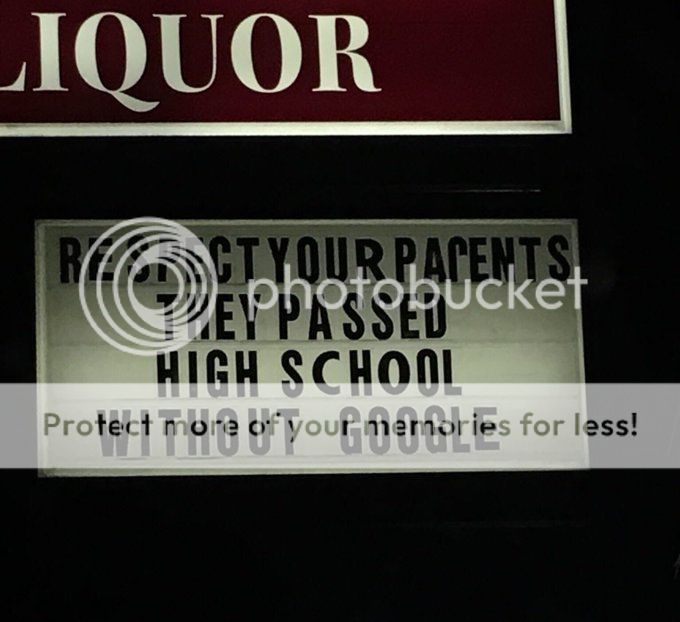 LIQUOR
RESPECT YOUR PArENTS
THEY PASSED
HIGH SCHOOL
WITHOUT GOOGLE
photobucket
Protect more of your memories for less!